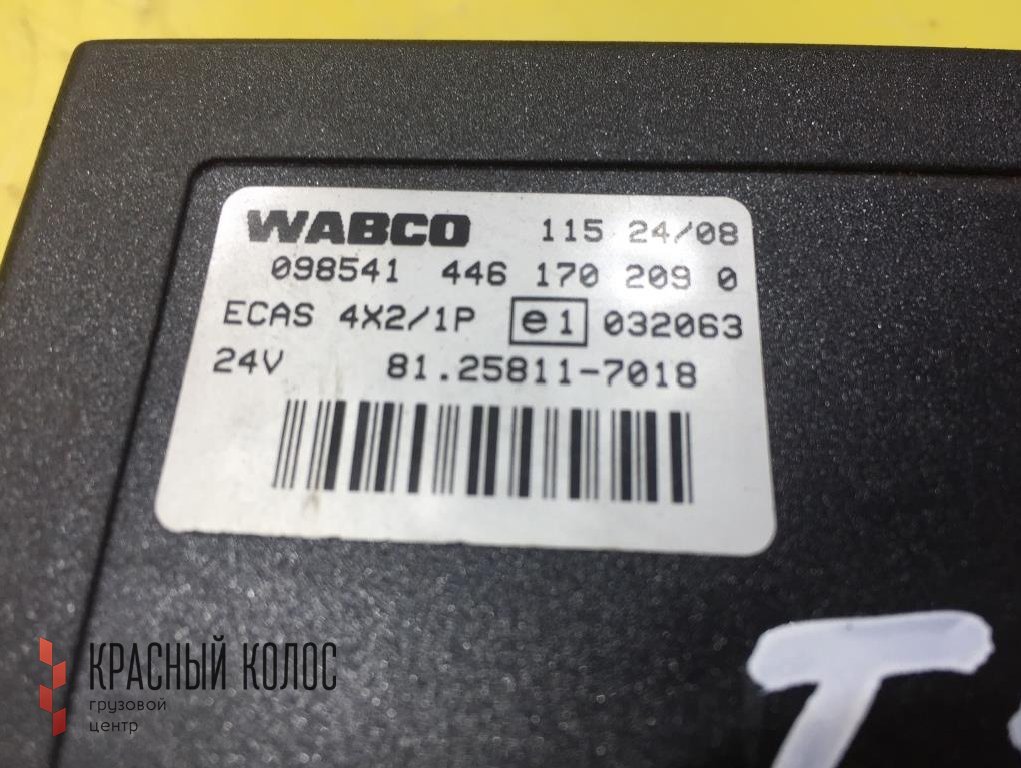 WABCO 115 24/08
098541 446 170 209 0
ECAS 4X2/1P e1 032063
24V 81.25811-7018
КРАСНЫЙ КОЛОС
грузовой
центр
T